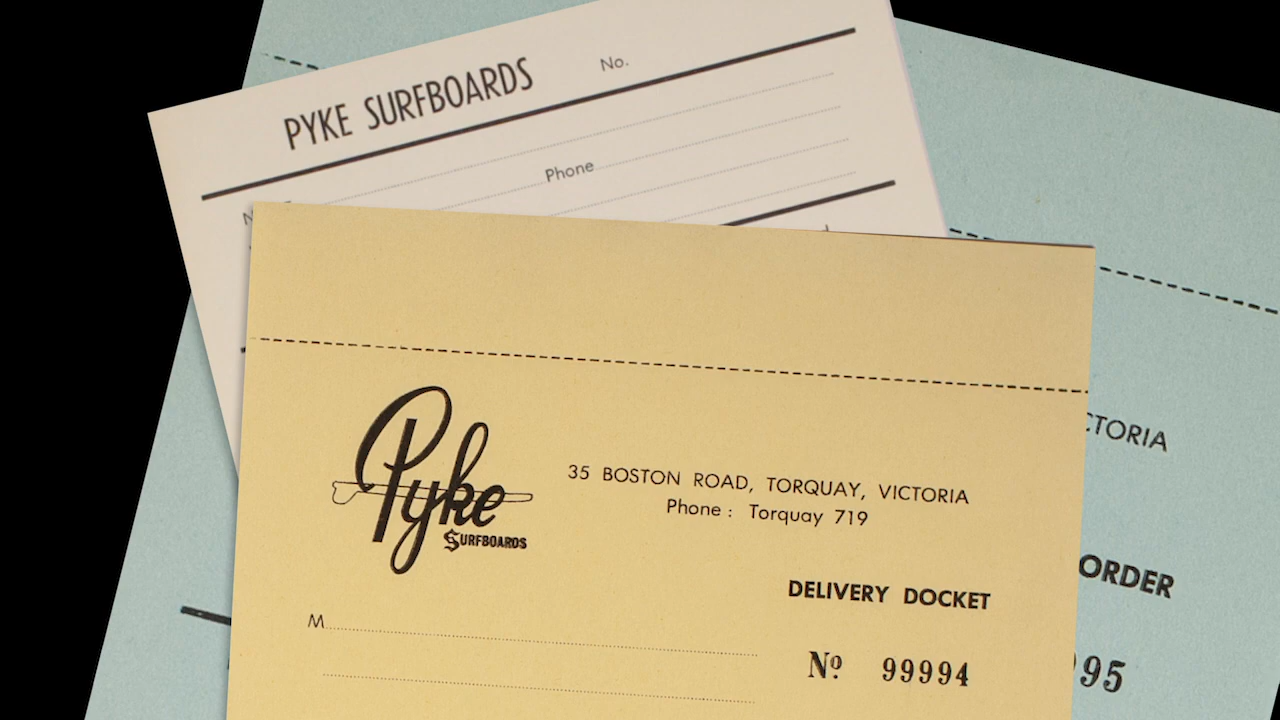 PYKE SURFBOARDS No.
Phone
Pyke
SURFBOARDS
35 BOSTON ROAD, TORQUAY, VICTORIA
Phone : Torquay 719
DELIVERY DOCKET
M
Nº 99994
CTORIA
ORDER
95